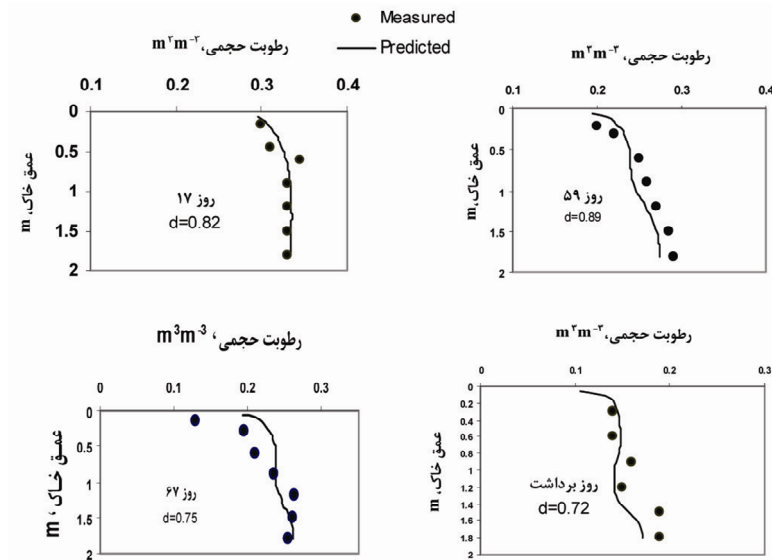 Measured
Predicted
رطوبت حجمی، m³m⁻³
0.1 0.2 0.3 0.4
0
0.5
1
1.5
2
عمق خاک، m
روز ۱۷
d=0.82
رطوبت حجمی، m³m⁻³
0.1 0.2 0.3 0.4
0
0.5
1
1.5
2
عمق خاک، m
روز ۵۹
d=0.89
رطوبت حجمی، m³m⁻³
0 0.1 0.2 0.3
0
0.5
1
1.5
2
عمق خاک، m
روز ۶۷
d=0.75
رطوبت حجمی، m³m⁻³
0 0.1 0.2 0.3
0
0.2
0.4
0.6
0.8
1
1.2
1.4
1.6
1.8
2
عمق خاک، m
روز برداشت
d=0.72